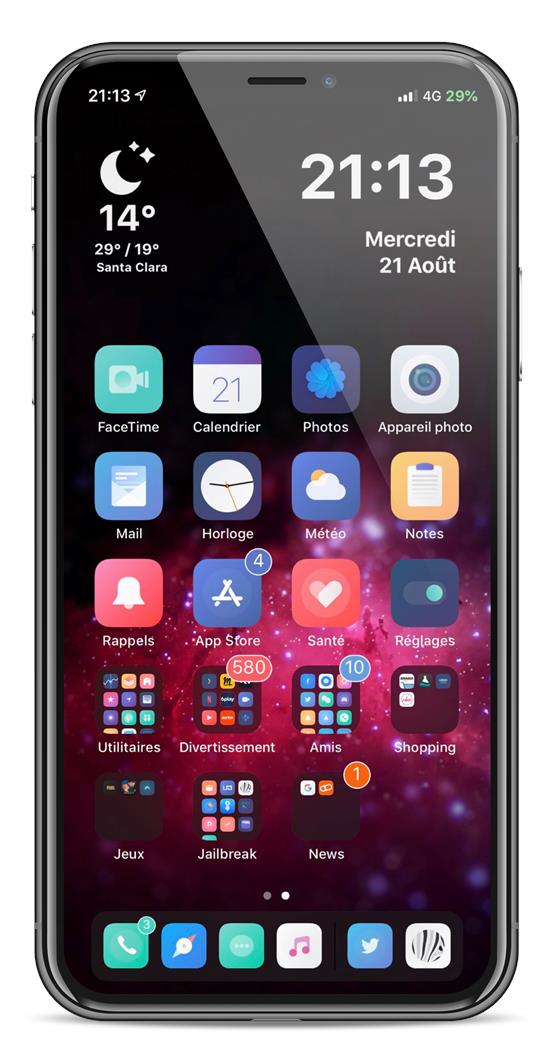 21:13 4G 29%
21:13
14°
29° / 19°
Santa Clara
Mercredi
21 Août
21
FaceTime Calendrier Photos Appareil photo
Mail Horloge Météo Notes
4
Rappels App Store Santé Réglages
580 10
6play
Utilitaires Divertissement Amis Shopping
1
Jeux Jailbreak News
3